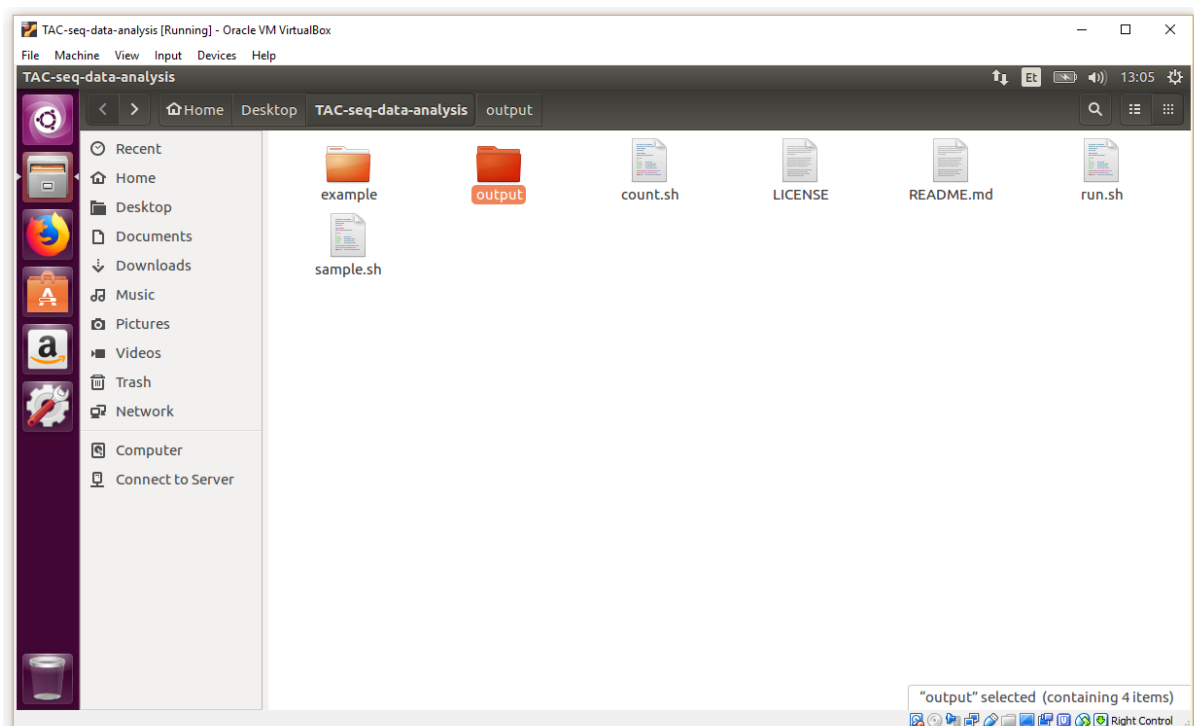 TAC-seq-data-analysis [Running] - Oracle VM VirtualBox
File Machine View Input Devices Help
TAC-seq-data-analysis Et 13:05
Home Desktop TAC-seq-data-analysis output
Recent
Home
Desktop
Documents
Downloads
Music
Pictures
Videos
Trash
Network
Computer
Connect to Server
example output count.sh LICENSE README.md run.sh
sample.sh
"output" selected (containing 4 items)
Right Control